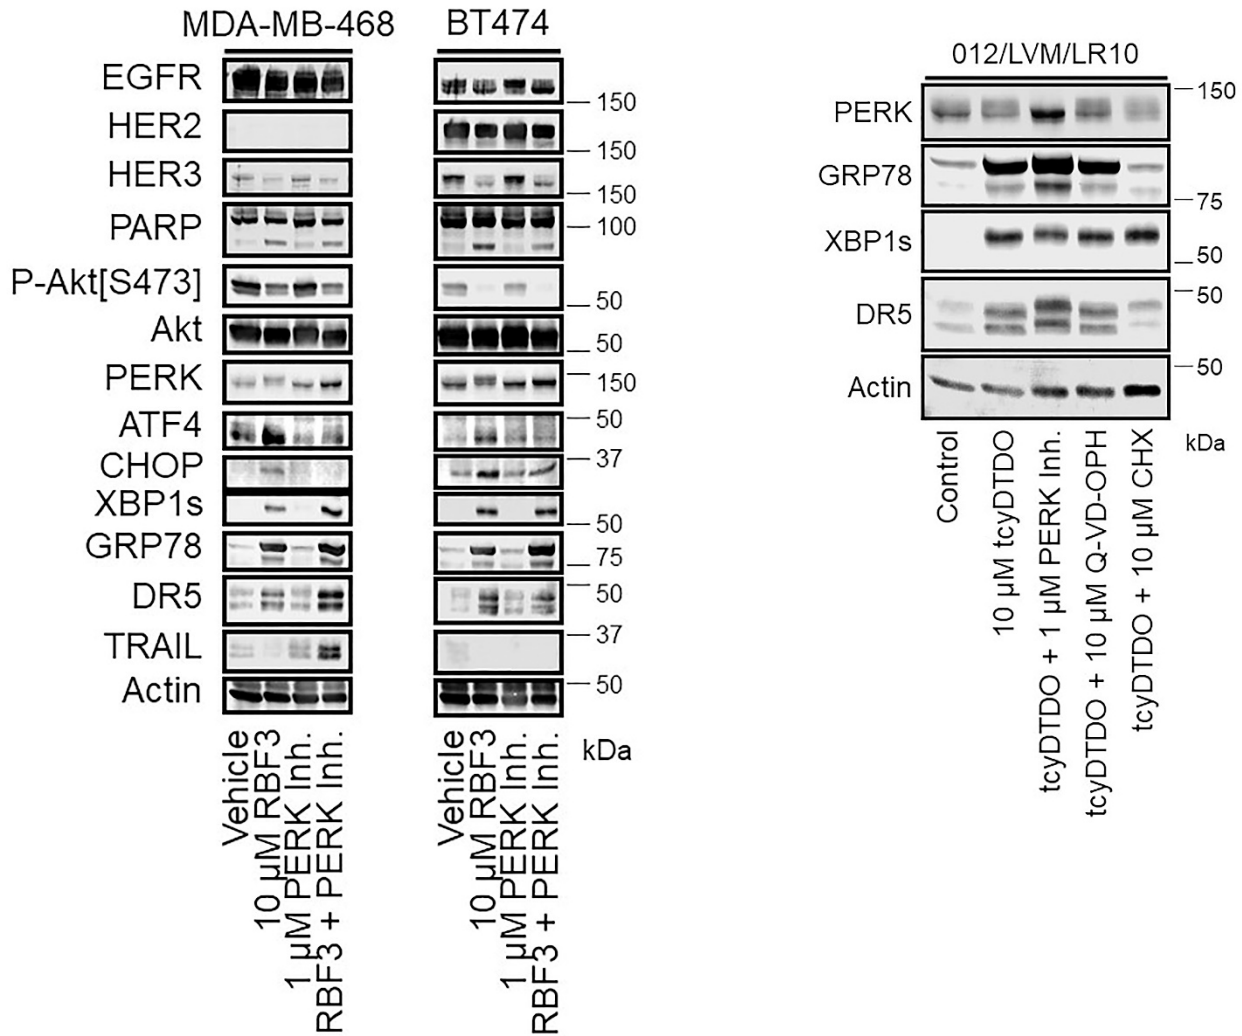 MDA-MB-468
BT474
EGFR
HER2
HER3
PARP
P-Akt[S473]
Akt
PERK
ATF4
CHOP
XBP1s
GRP78
DR5
TRAIL
Actin
150
150
150
100
50
50
150
50
37
50
75
50
37
50
kDa
Vehicle
10 µM RBF3
1 µM PERK Inh.
RBF3 + PERK Inh.
Vehicle
10 µM RBF3
1 µM PERK Inh.
RBF3 + PERK Inh.
012/LVM/LR10
PERK
GRP78
XBP1s
DR5
Actin
150
75
50
50
50
kDa
Control
10 µM tcyDTDO
tcyDTDO + 1 µM PERK Inh.
tcyDTDO + 10 µM Q-VD-OPH
tcyDTDO + 10 µM CHX